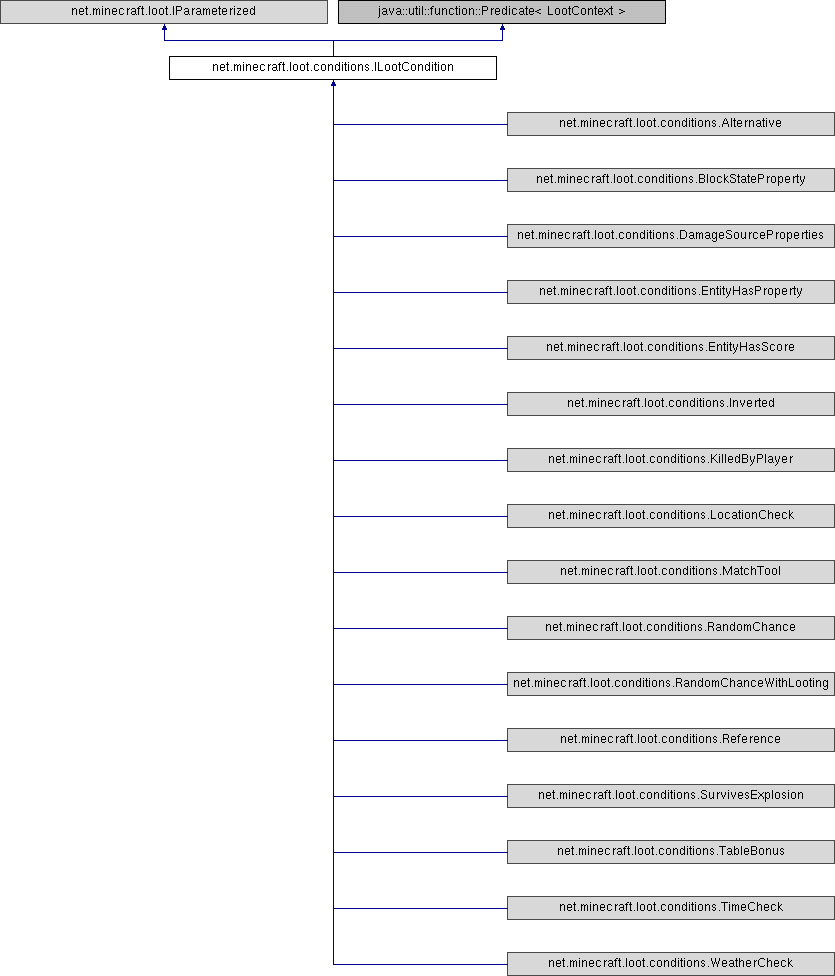 net.minecraft.loot.IParameterized
java::util::function::Predicate< LootContext >
net.minecraft.loot.conditions.ILootCondition
net.minecraft.loot.conditions.Alternative
net.minecraft.loot.conditions.BlockStateProperty
net.minecraft.loot.conditions.DamageSourceProperties
net.minecraft.loot.conditions.EntityHasProperty
net.minecraft.loot.conditions.EntityHasScore
net.minecraft.loot.conditions.Inverted
net.minecraft.loot.conditions.KilledByPlayer
net.minecraft.loot.conditions.LocationCheck
net.minecraft.loot.conditions.MatchTool
net.minecraft.loot.conditions.RandomChance
net.minecraft.loot.conditions.RandomChanceWithLooting
net.minecraft.loot.conditions.Reference
net.minecraft.loot.conditions.SurvivesExplosion
net.minecraft.loot.conditions.TableBonus
net.minecraft.loot.conditions.TimeCheck
net.minecraft.loot.conditions.WeatherCheck